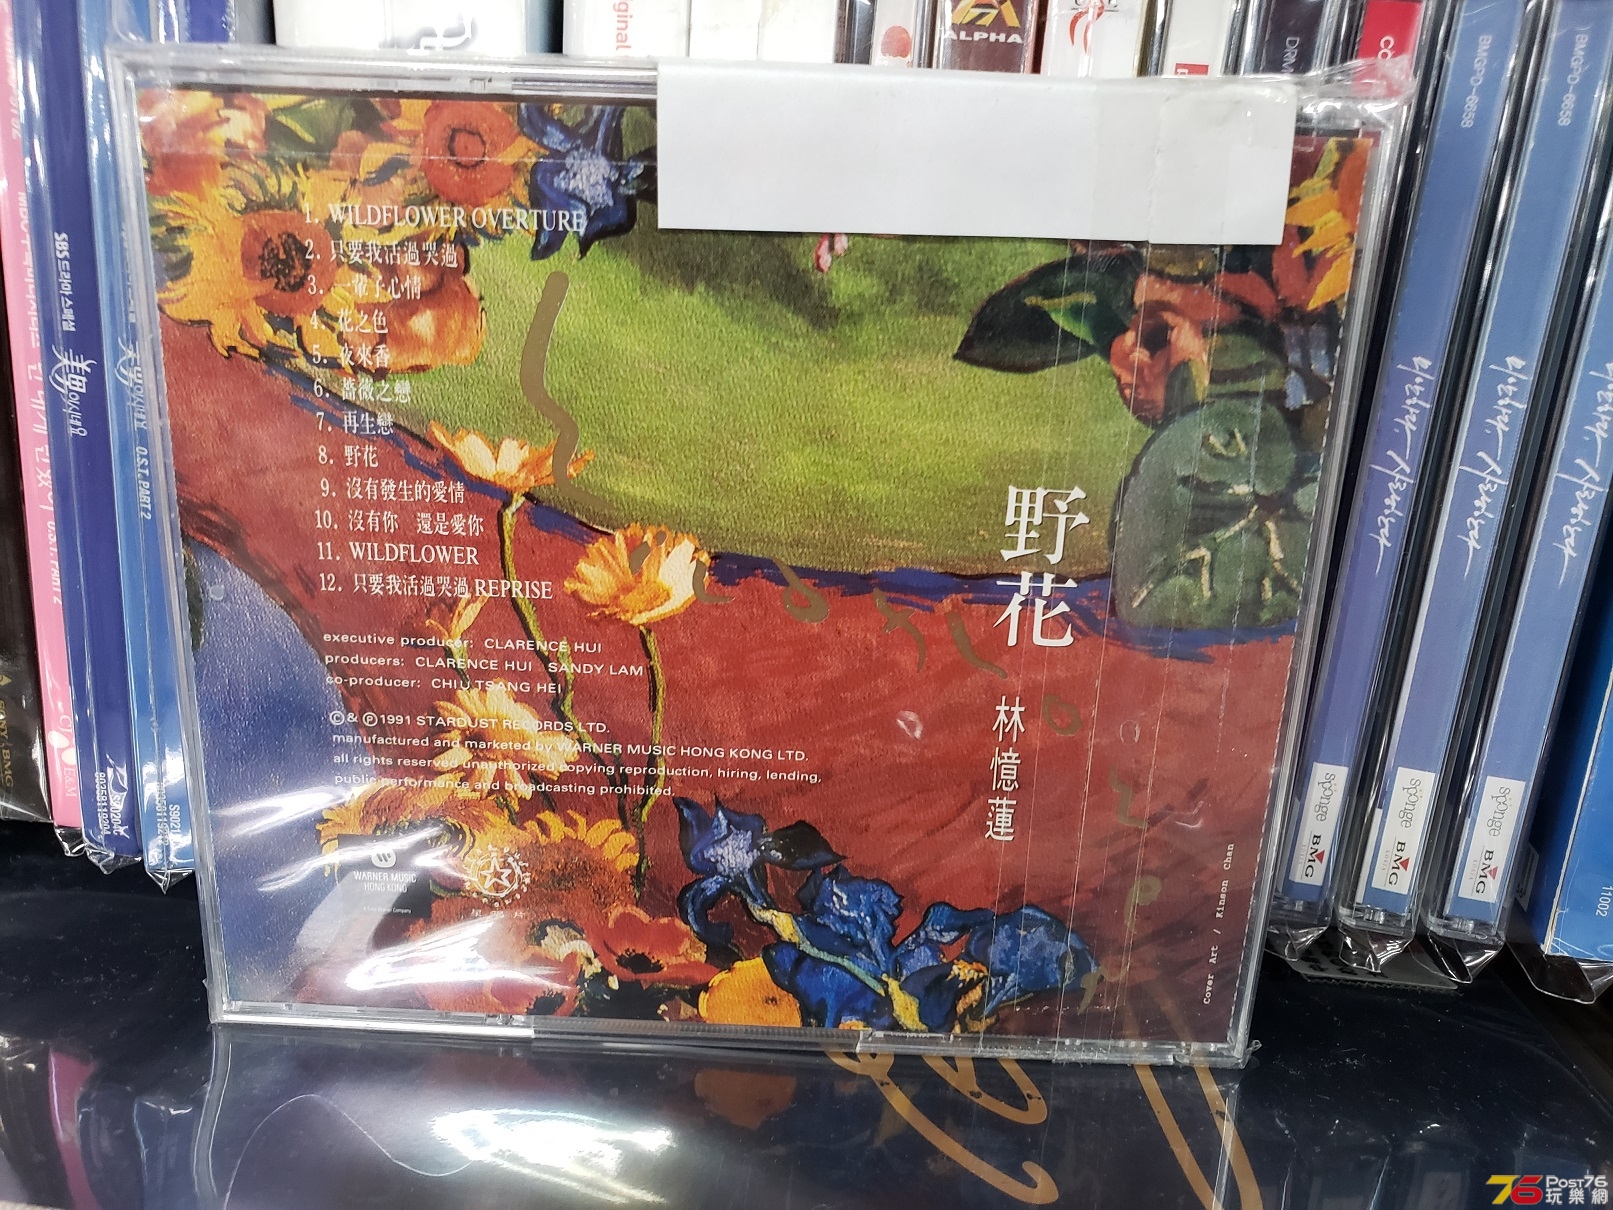 1. WILDFLOWER OVERTURE
2. 只要我活過哭過
3. 一輩子心情
4. 花之色
5. 夜來香
6. 薔薇之戀
7. 再生戀
8. 野花
9. 沒有發生的愛情
10. 沒有你 還是愛你
11. WILDFLOWER
12. 只要我活過哭過 REPRISE
executive producer: CLARENCE HUI
producers: CLARENCE HUI SANDY LAM
co-producer: CHIU TSANG HEI
©&℗1991 STARDUST RECORDS LTD.
manufactured and marketed by WARNER MUSIC HONG KONG LTD.
all rights reserved unauthorized copying reproduction, hiring, lending,
public performance and broadcasting prohibited.
WARNER MUSIC
HONG KONG
野花
林憶蓮
Cover Art / Kinson Chan
ALPHA
BMGPD-6658
BMGPD-6658
Sponge
BMG
Sponge
BMG
Sponge
BMG
11002
O.S.T. PART 2
POST76
玩樂網